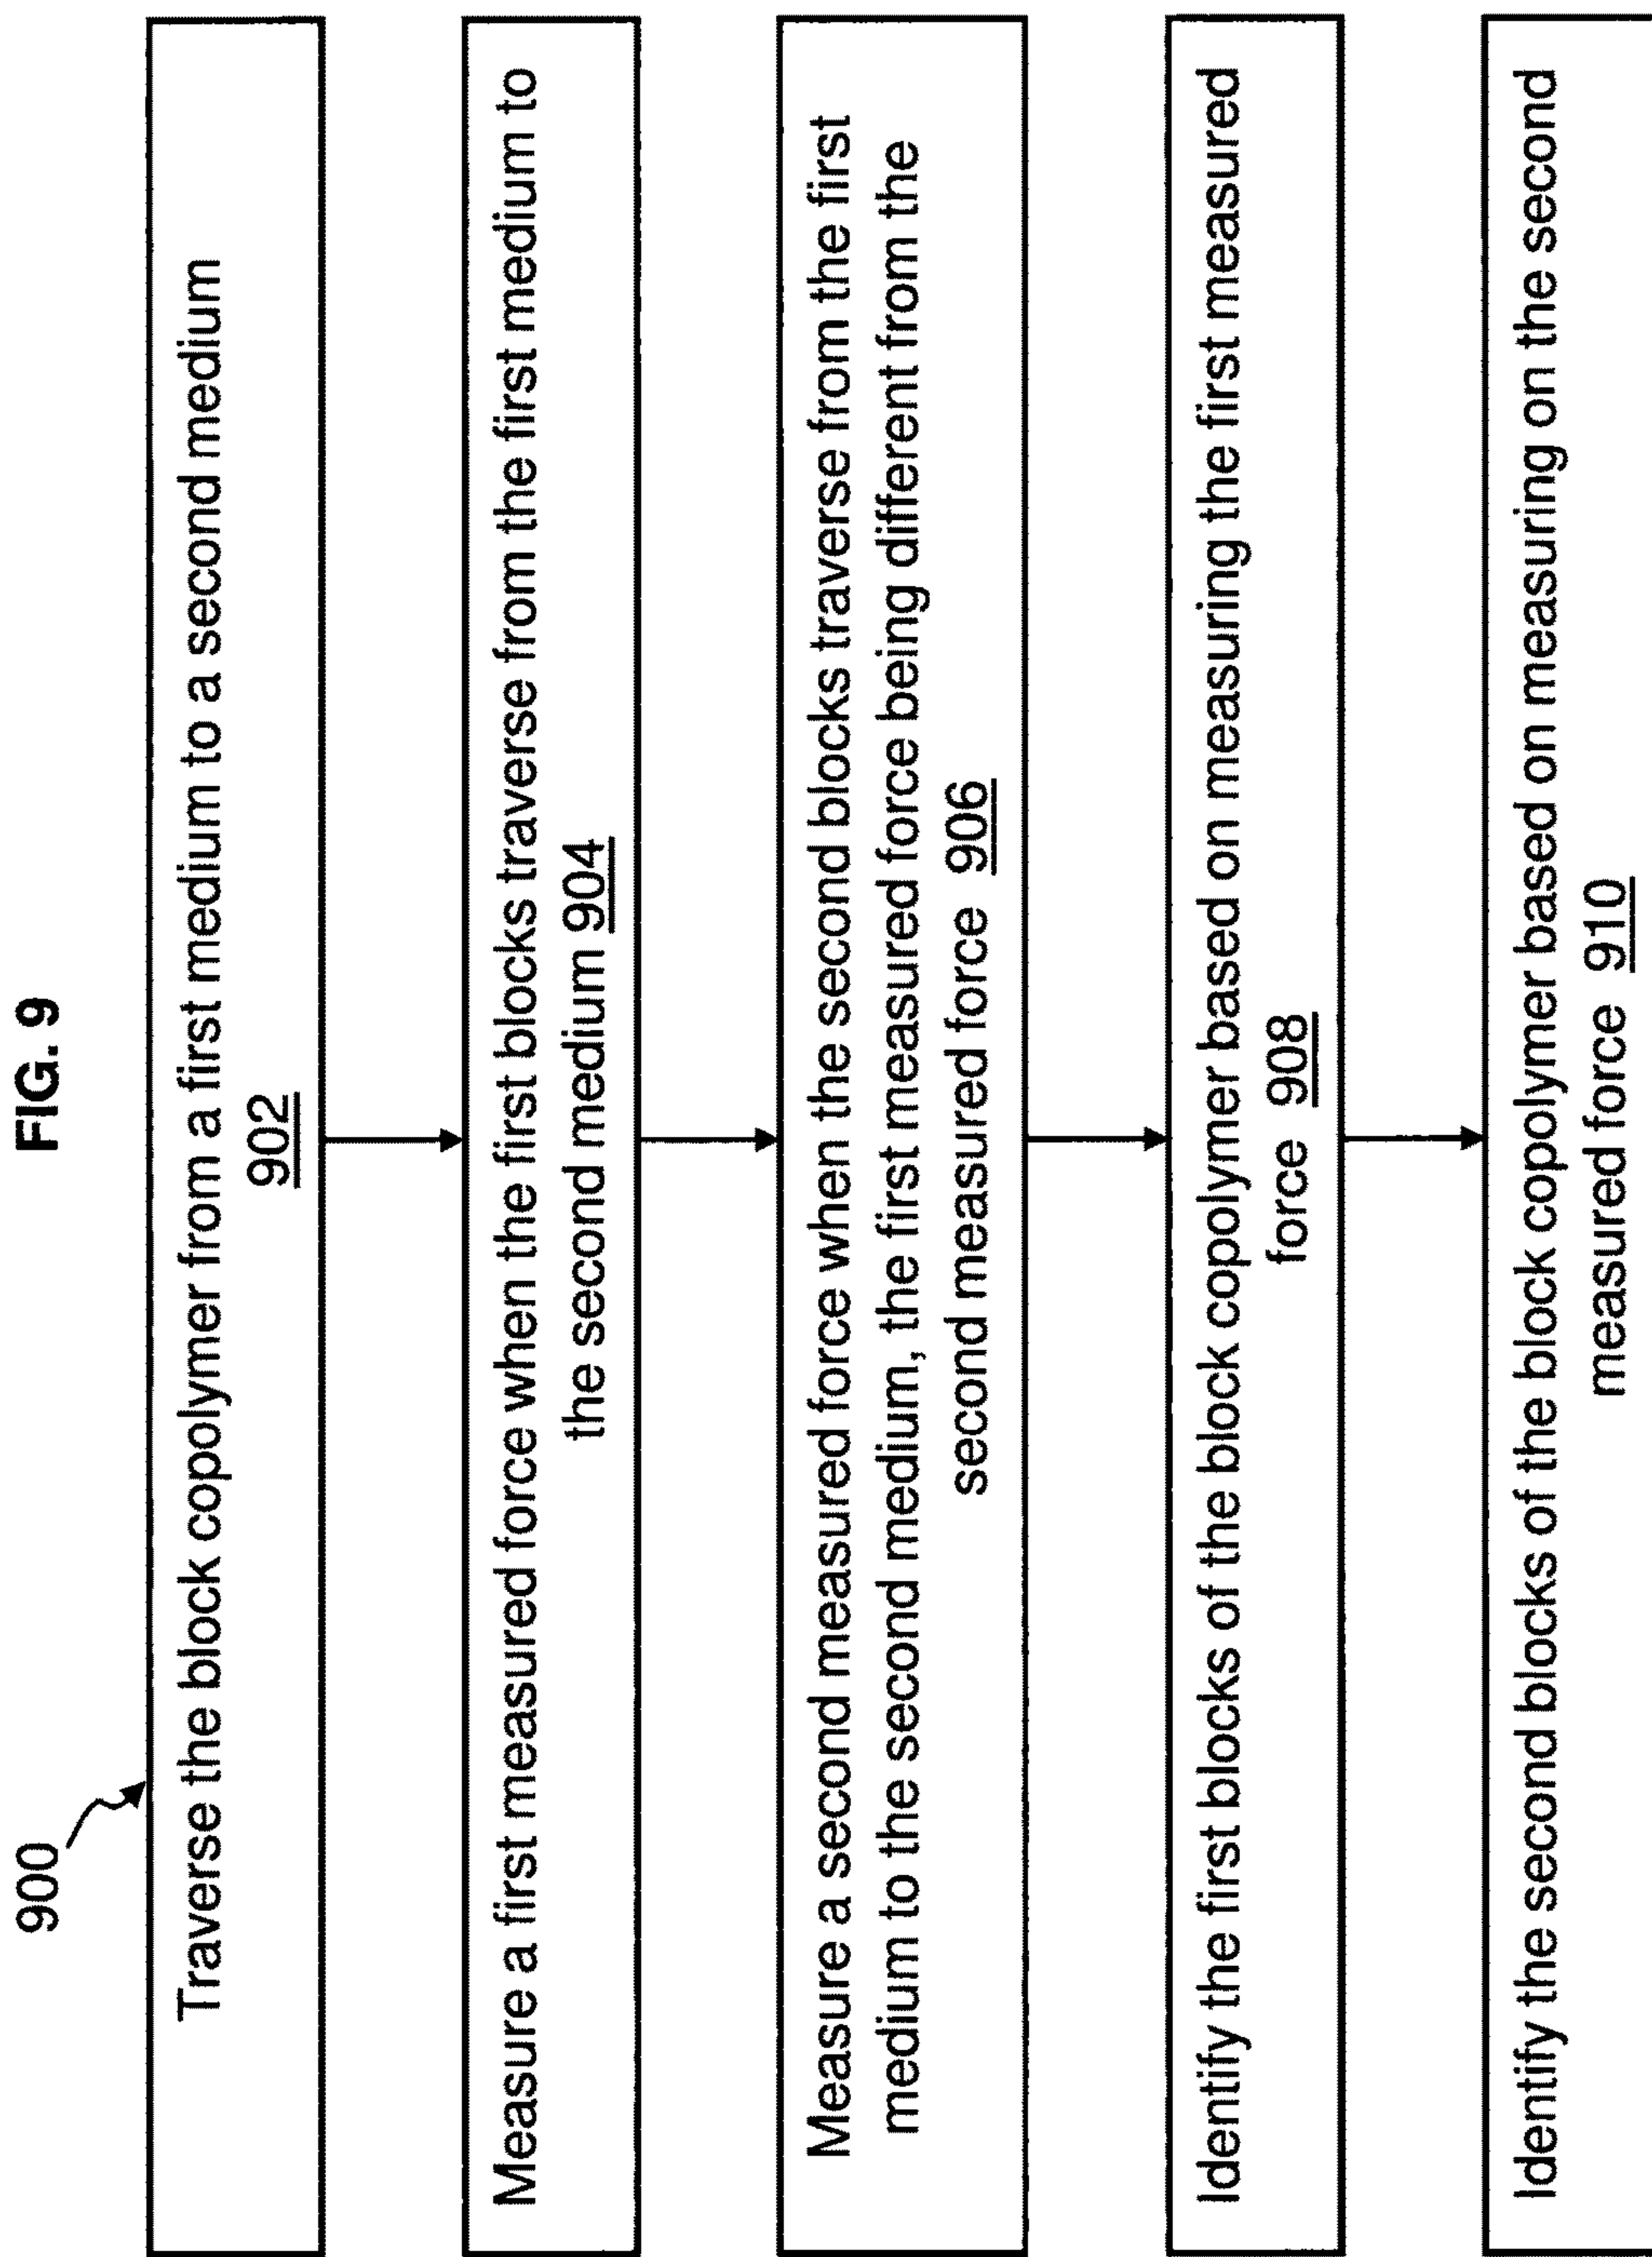 FIG. 9
900
Traverse the block copolymer from a first medium to a second medium
902
Measure a first measured force when the first blocks traverse from the first medium to
the second medium 904
Measure a second measured force when the second blocks traverse from the first
medium to the second medium, the first measured force being different from the
second measured force 906
Identify the first blocks of the block copolymer based on measuring the first measured
force 908
Identify the second blocks of the block copolymer based on measuring on the second
measured force 910